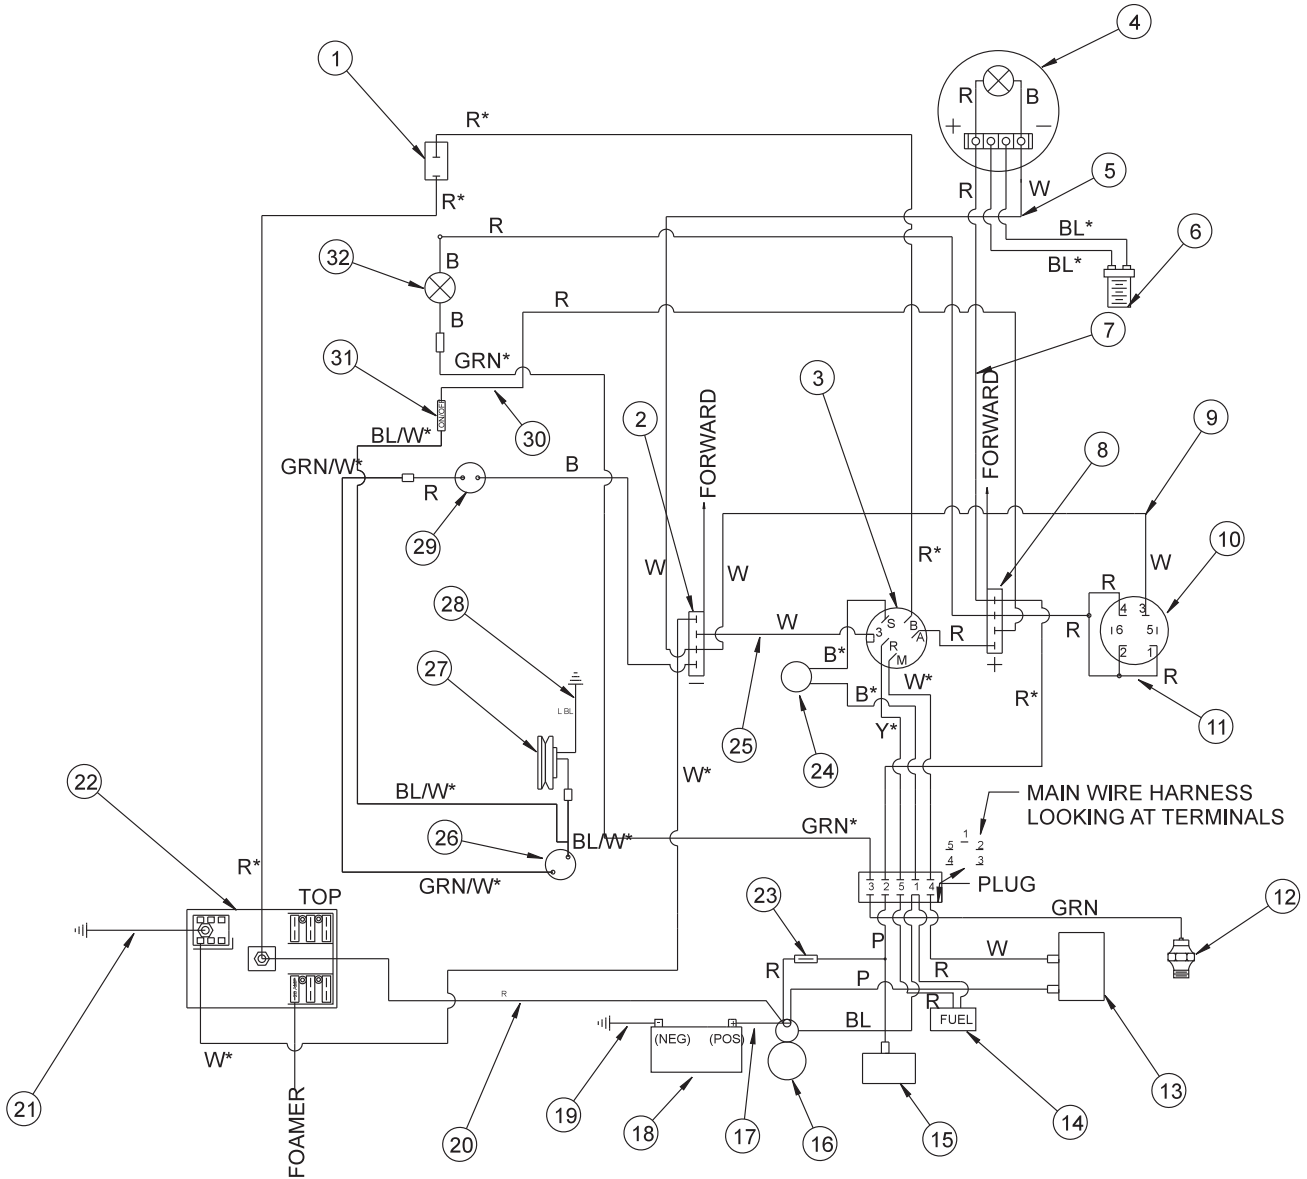 4
1
R*
R
B
+
—
5
R*
R
W
R
BL*
6
32
B
BL*
R
B
7
31
GRN*
3
FORWARD
FORWARD
2
9
ON/OFF
30
8
BL/W*
GRN/W*
B
R
29
10
R*
W
W
W
28
R
4
3
S
B
W
3
A
R
R
6
5
R
B*
M
2
1
27
+
R
—
W*
L BL
B*
R*
11
Y*
25
24
W*
22
BL/W*
MAIN WIRE HARNESS
LOOKING AT TERMINALS
GRN*
26
BL/W*
1
5
2
4
3
R*
GRN/W*
3
2
5
1
4
PLUG
TOP
23
GRN
12
P
W
R
R
P
R
R
20
BL
FUEL
(NEG)
(POS)
W*
21
19
18
17
16
15
14
13
FOAMER